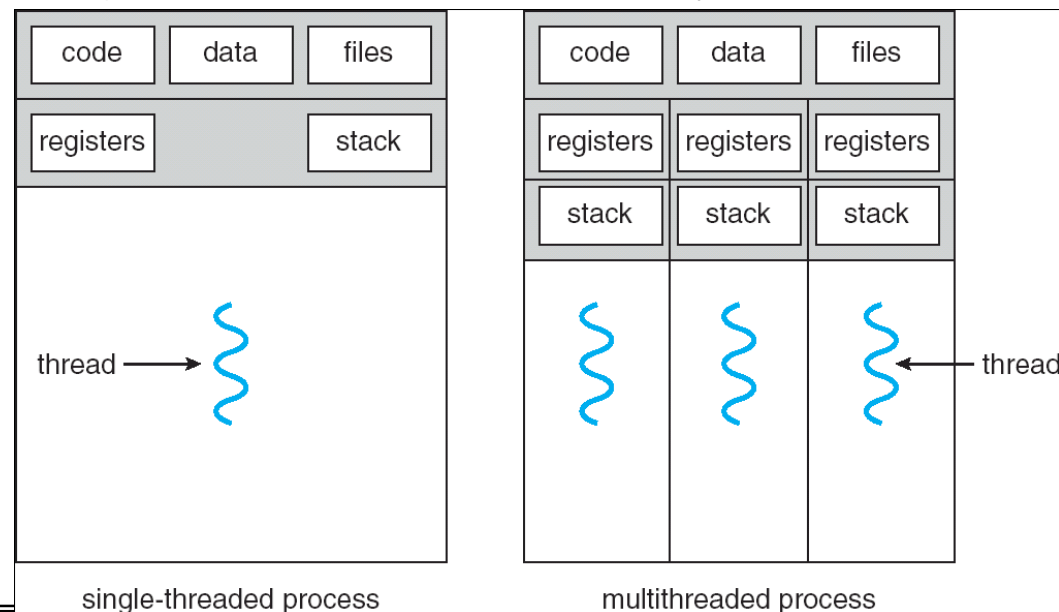 code data files
registers stack
thread
single-threaded process
code data files
registers registers registers
stack stack stack
thread
multithreaded process